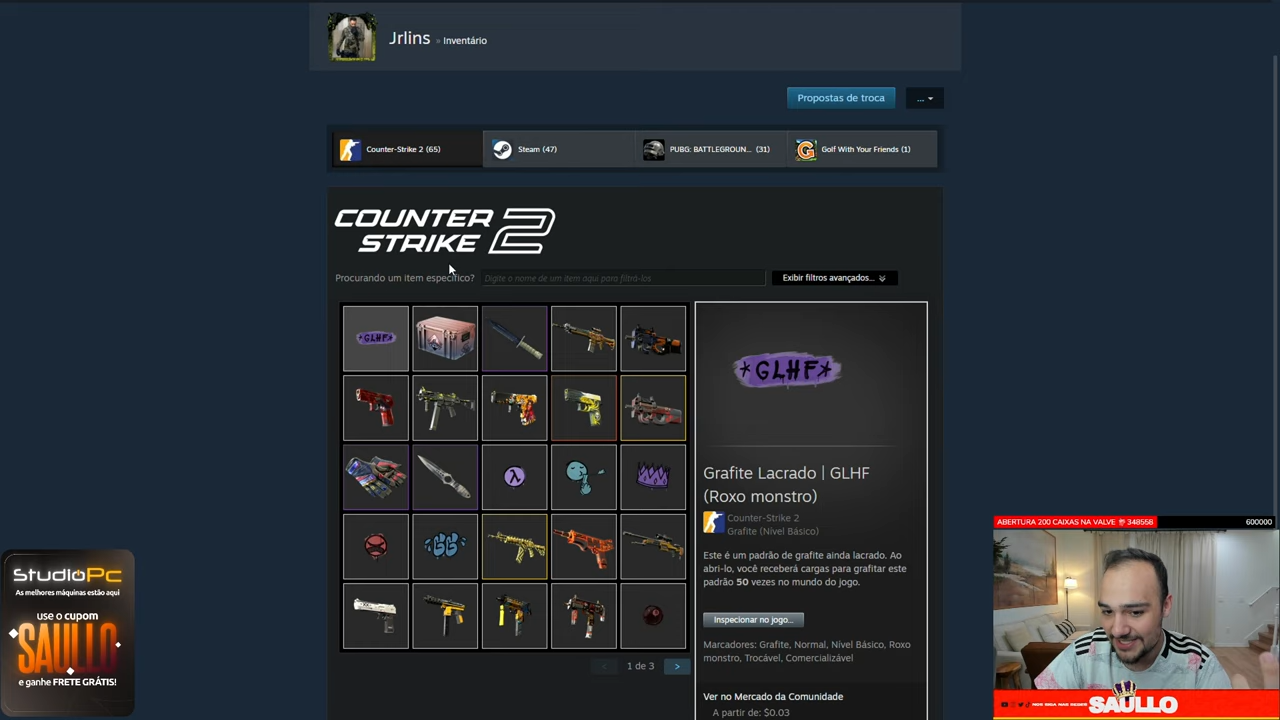 Jrlins » Inventário
Propostas de troca
...
Counter-Strike 2 (65)
Steam (47)
PUBG: BATTLEGROUN... (31)
Golf With Your Friends (1)
COUNTER
STRIKE 2
Procurando um item específico?
Digite o nome de um item aqui para filtrá-los
Exibir filtros avançados...
GLHF
*GLHF*
Grafite Lacrado | GLHF
(Roxo monstro)
Counter-Strike 2
Grafite (Nível Básico)
Este é um padrão de grafite ainda lacrado. Ao
abri-lo, você receberá cargas para grafitar este
padrão 50 vezes no mundo do jogo.
Inspecionar no jogo...
Marcadores: Grafite, Normal, Nível Básico, Roxo
monstro, Trocável, Comercializável
Ver no Mercado da Comunidade
A partir de: $0.03
< 1 de 3 >
STUDIOPC
As melhores máquinas estão aqui
use o cupom
SAULLO
e ganhe FRETE GRÁTIS!
ABERTURA 200 CAIXAS NA VALVE
348558
600000
NOS SIGA NAS REDES
SAULLO